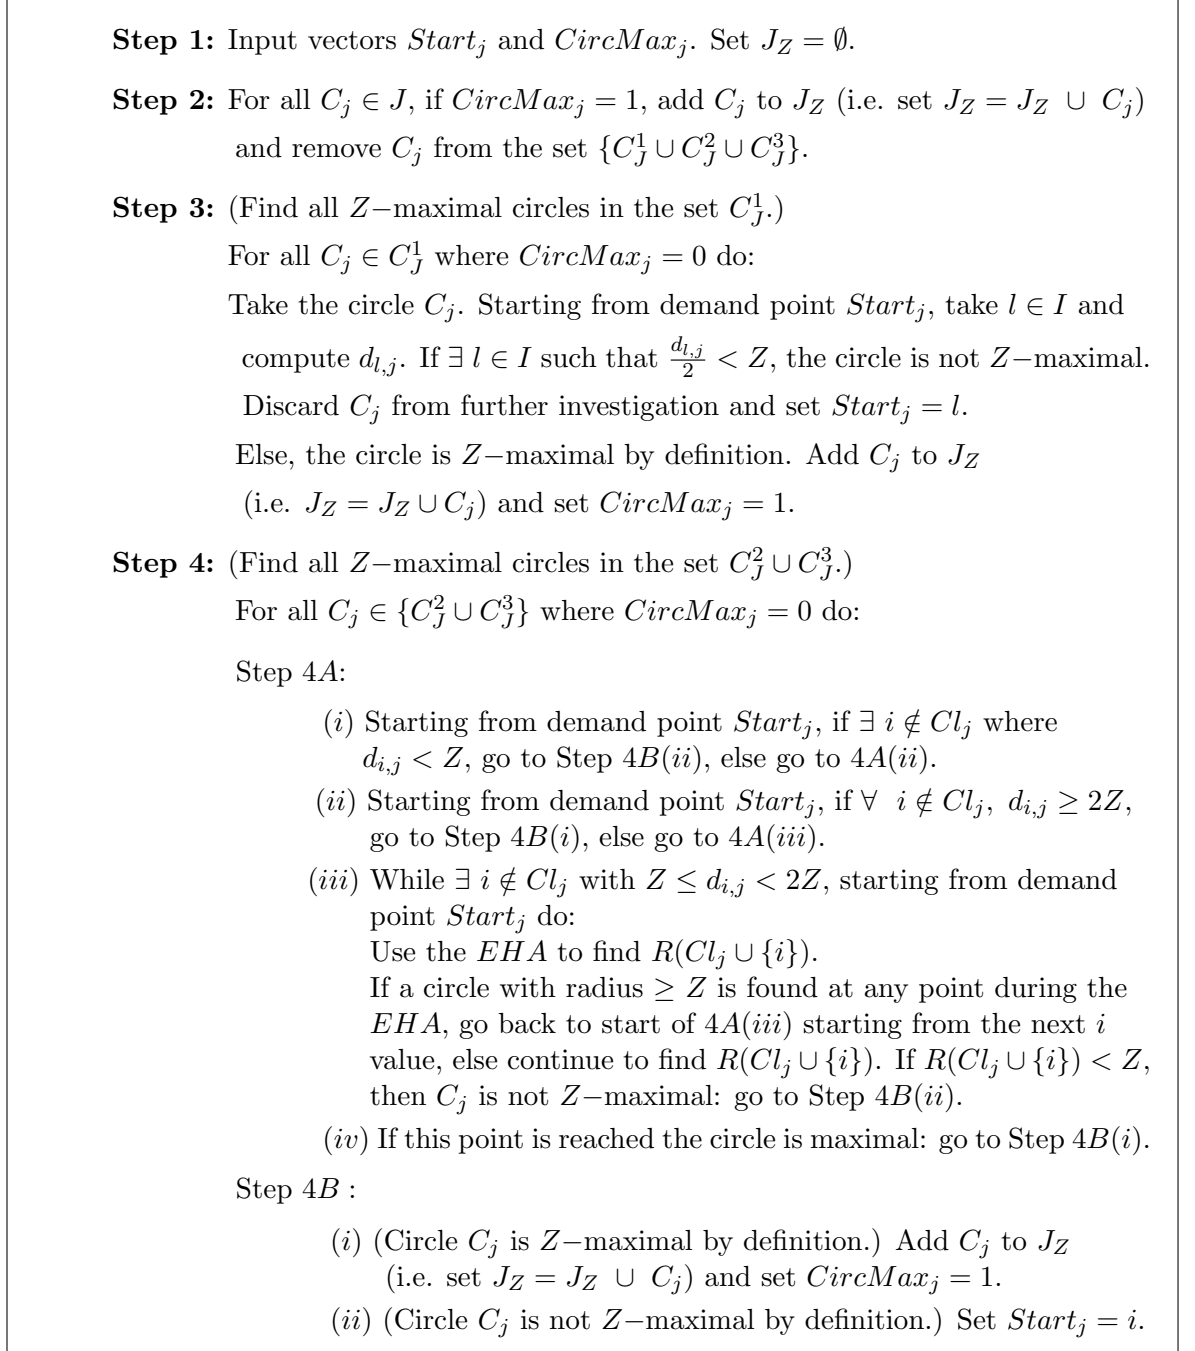 Step 1: Input vectors Start_j and CircMax_j. Set J_Z = ∅.
Step 2: For all C_j ∈ J, if CircMax_j = 1, add C_j to J_Z (i.e. set J_Z = J_Z ∪ C_j)
and remove C_j from the set {C_J^1 ∪ C_J^2 ∪ C_J^3}.
Step 3: (Find all Z−maximal circles in the set C_J^1.)
For all C_j ∈ C_J^1 where CircMax_j = 0 do:
Take the circle C_j. Starting from demand point Start_j, take l ∈ I and
compute d_{l,j}. If ∃ l ∈ I such that \frac{d_{l,j}}{2} < Z, the circle is not Z−maximal.
Discard C_j from further investigation and set Start_j = l.
Else, the circle is Z−maximal by definition. Add C_j to J_Z
(i.e. J_Z = J_Z ∪ C_j) and set CircMax_j = 1.
Step 4: (Find all Z−maximal circles in the set C_J^2 ∪ C_J^3.)
For all C_j ∈ {C_J^2 ∪ C_J^3} where CircMax_j = 0 do:
Step 4A:
(i) Starting from demand point Start_j, if ∃ i ∉ Cl_j where
d_{i,j} < Z, go to Step 4B(ii), else go to 4A(ii).
(ii) Starting from demand point Start_j, if ∀ i ∉ Cl_j, d_{i,j} ≥ 2Z,
go to Step 4B(i), else go to 4A(iii).
(iii) While ∃ i ∉ Cl_j with Z ≤ d_{i,j} < 2Z, starting from demand
point Start_j do:
Use the EHA to find R(Cl_j ∪ {i}).
If a circle with radius ≥ Z is found at any point during the
EHA, go back to start of 4A(iii) starting from the next i
value, else continue to find R(Cl_j ∪ {i}). If R(Cl_j ∪ {i}) < Z,
then C_j is not Z−maximal: go to Step 4B(ii).
(iv) If this point is reached the circle is maximal: go to Step 4B(i).
Step 4B :
(i) (Circle C_j is Z−maximal by definition.) Add C_j to J_Z
(i.e. set J_Z = J_Z ∪ C_j) and set CircMax_j = 1.
(ii) (Circle C_j is not Z−maximal by definition.) Set Start_j = i.